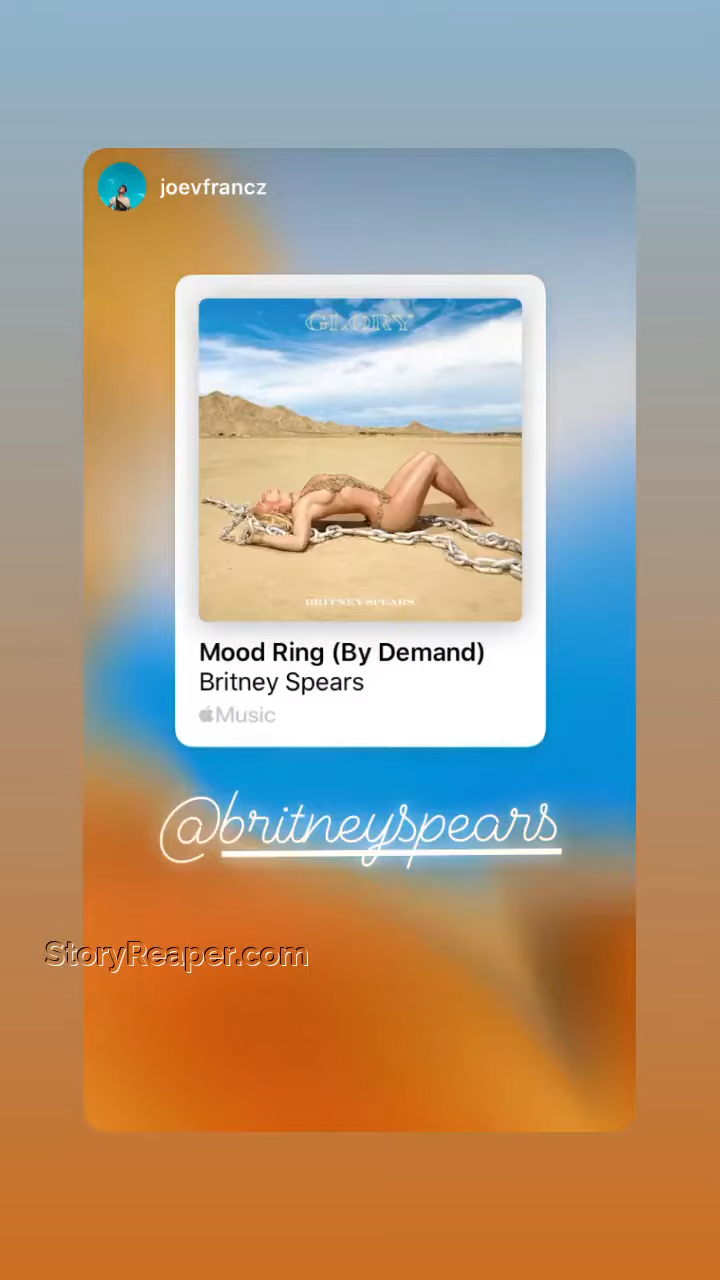 joevfrancz
GLORY
BRITNEY SPEARS
Mood Ring (By Demand)
Britney Spears
Music
@britneyspears
StoryReaper.com